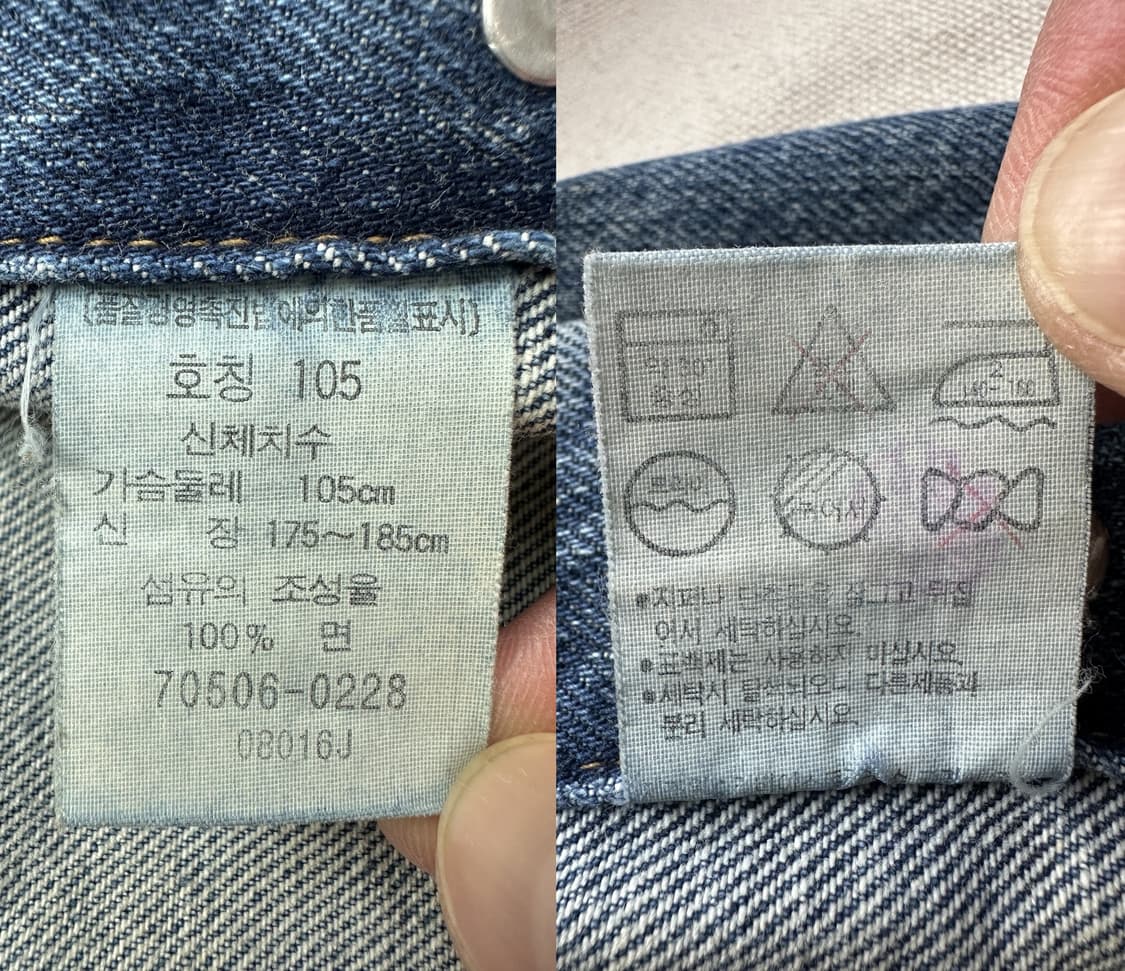 (품질경영촉진법에의한품질표시)
호칭 105
신체치수
가슴둘레 105cm
신 장 175~185cm
섬유의 조성율
100% 면
70506-0228
08016J
약 30°
중성
2
140~160
드라이
●지퍼나 단추등을 잠그고 뒤집
어서 세탁하십시오.
●표백제는 사용하지 마십시오.
●세탁시 탈색되오니 다른제품과
분리 세탁하십시오.